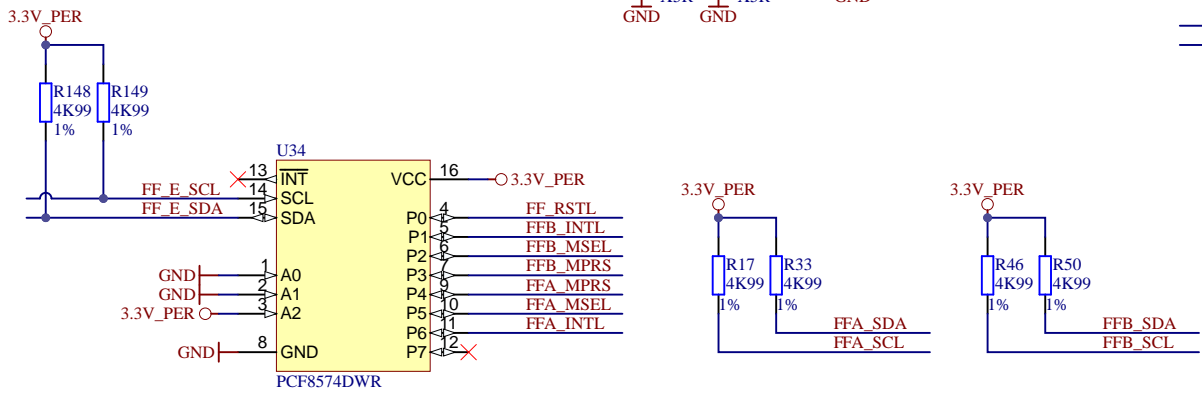 A3R
A3R
GND
GND
GND
3.3V_PER
R148
4K99
1%
R149
4K99
1%
U34
13
INT
14
SCL
15
SDA
FF_E_SCL
FF_E_SDA
GND
1
A0
GND
2
A1
3.3V_PER
3
A2
GND
8
GND
VCC
16
3.3V_PER
P0
4
FF_RSTL
P1
5
FFB_INTL
P2
6
FFB_MSEL
P3
7
FFB_MPRS
P4
9
FFA_MPRS
P5
10
FFA_MSEL
P6
11
FFA_INTL
P7
12
PCF8574DWR
3.3V_PER
R17
4K99
1%
R33
4K99
1%
FFA_SDA
FFA_SCL
3.3V_PER
R46
4K99
1%
R50
4K99
1%
FFB_SDA
FFB_SCL